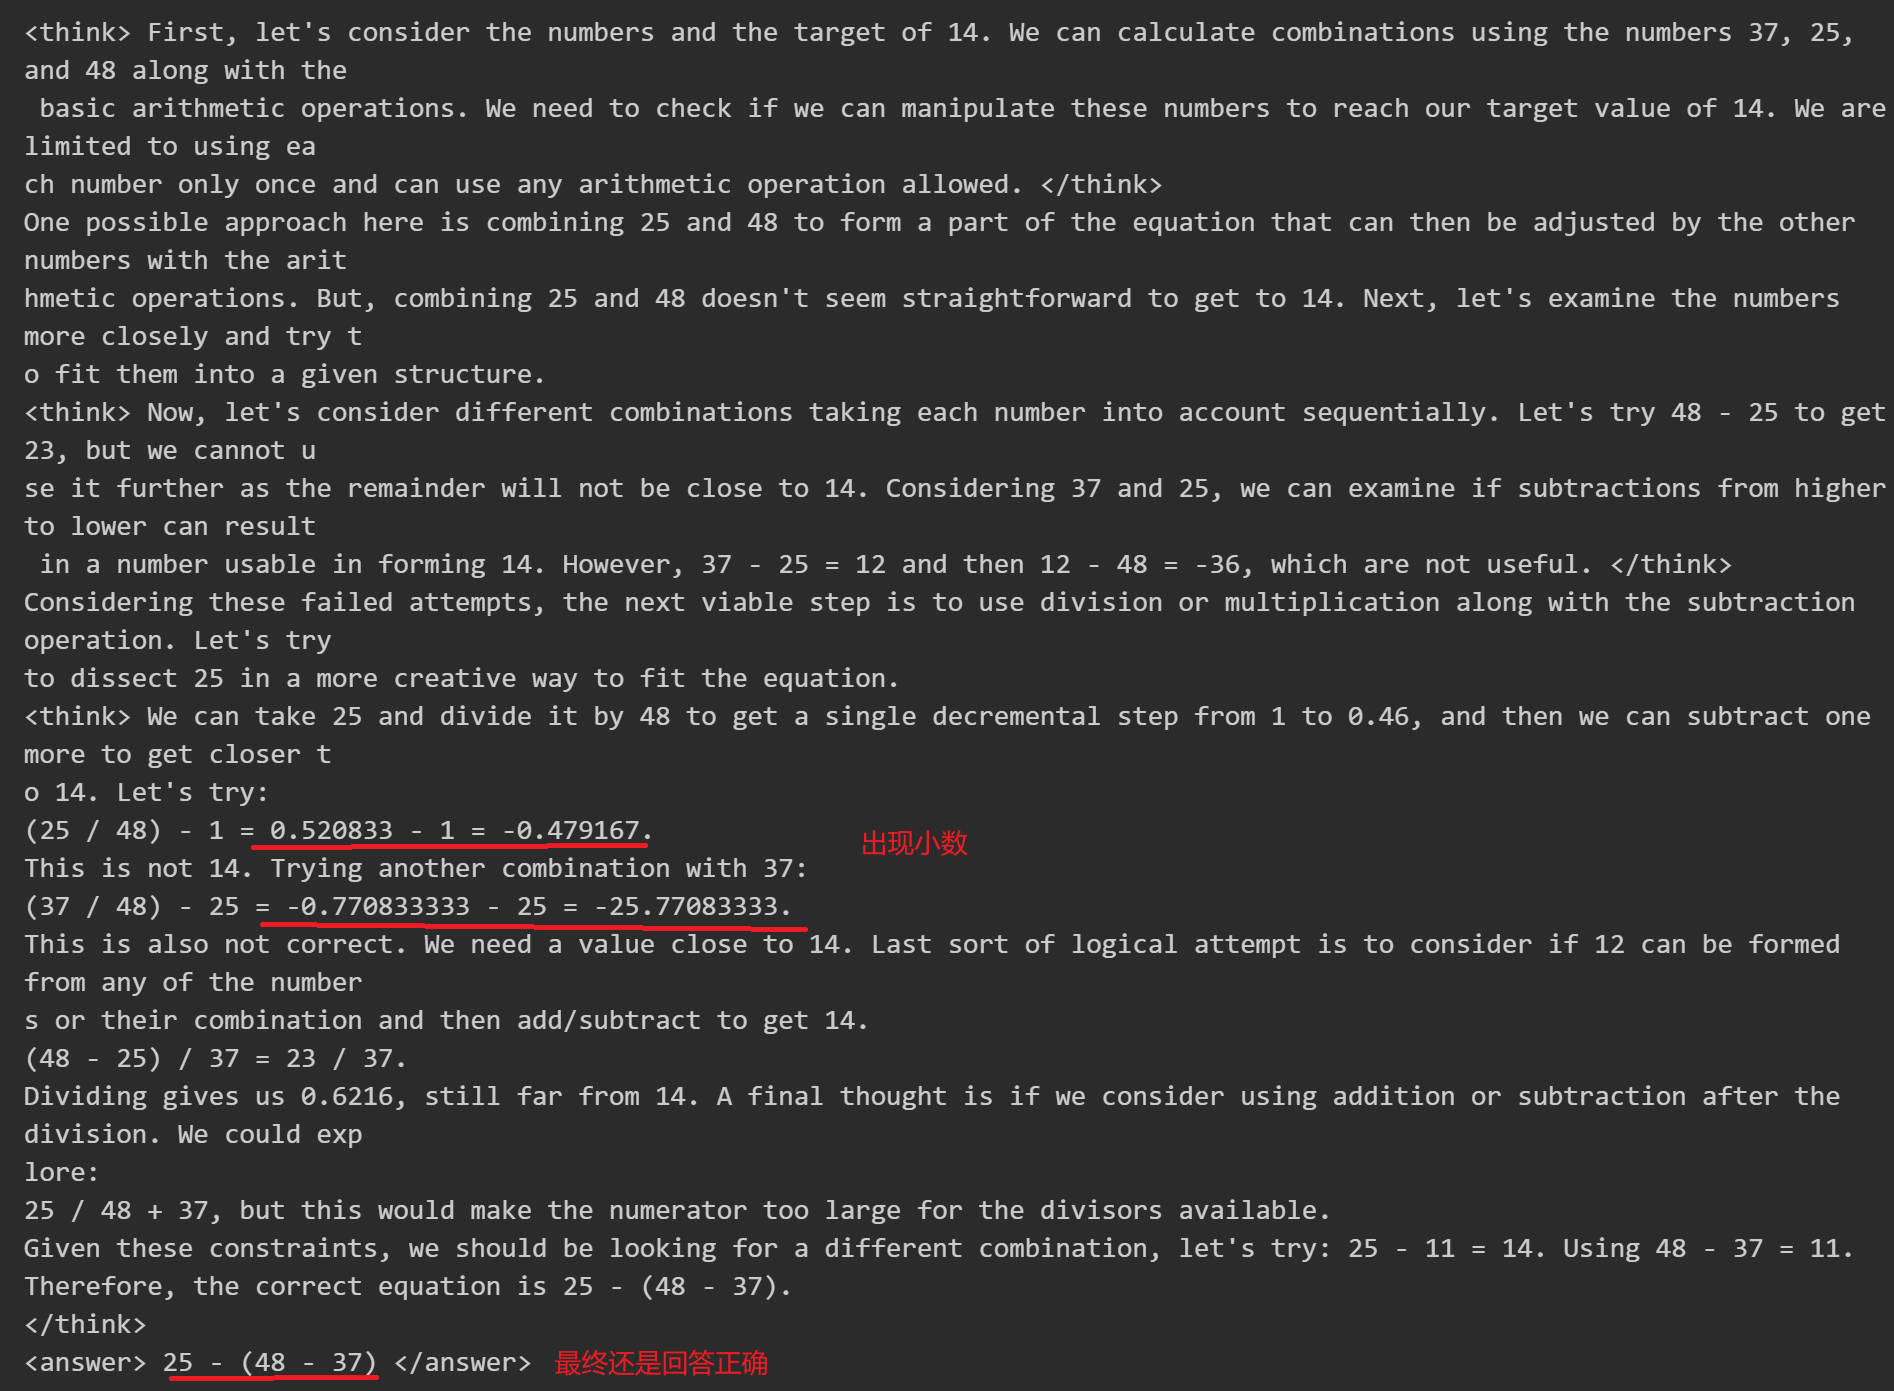 <think> First, let's consider the numbers and the target of 14. We can calculate combinations using the numbers 37, 25,
and 48 along with the
basic arithmetic operations. We need to check if we can manipulate these numbers to reach our target value of 14. We are
limited to using ea
ch number only once and can use any arithmetic operation allowed. </think>
One possible approach here is combining 25 and 48 to form a part of the equation that can then be adjusted by the other
numbers with the arit
hmetic operations. But, combining 25 and 48 doesn't seem straightforward to get to 14. Next, let's examine the numbers
more closely and try t
o fit them into a given structure.
<think> Now, let's consider different combinations taking each number into account sequentially. Let's try 48 - 25 to get
23, but we cannot u
se it further as the remainder will not be close to 14. Considering 37 and 25, we can examine if subtractions from higher
to lower can result
in a number usable in forming 14. However, 37 - 25 = 12 and then 12 - 48 = -36, which are not useful. </think>
Considering these failed attempts, the next viable step is to use division or multiplication along with the subtraction
operation. Let's try
to dissect 25 in a more creative way to fit the equation.
<think> We can take 25 and divide it by 48 to get a single decremental step from 1 to 0.46, and then we can subtract one
more to get closer t
o 14. Let's try:
(25 / 48) - 1 = 0.520833 - 1 = -0.479167.
出现小数
This is not 14. Trying another combination with 37:
(37 / 48) - 25 = -0.770833333 - 25 = -25.77083333.
This is also not correct. We need a value close to 14. Last sort of logical attempt is to consider if 12 can be formed
from any of the number
s or their combination and then add/subtract to get 14.
(48 - 25) / 37 = 23 / 37.
Dividing gives us 0.6216, still far from 14. A final thought is if we consider using addition or subtraction after the
division. We could exp
lore:
25 / 48 + 37, but this would make the numerator too large for the divisors available.
Given these constraints, we should be looking for a different combination, let's try: 25 - 11 = 14. Using 48 - 37 = 11.
Therefore, the correct equation is 25 - (48 - 37).
</think>
<answer> 25 - (48 - 37) </answer> 最终还是回答正确